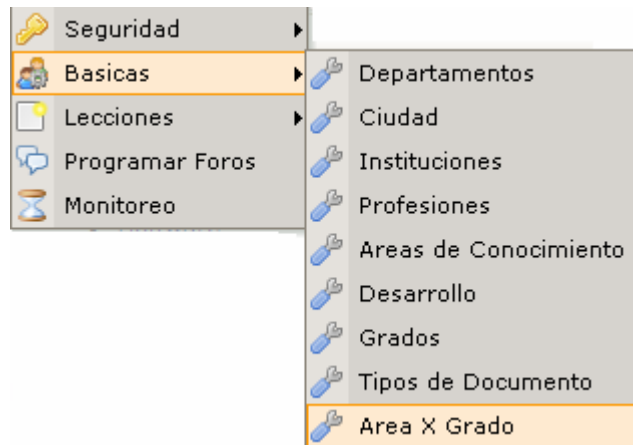 Seguridad
Basicas
Lecciones
Programar Foros
Monitoreo
Departamentos
Ciudad
Instituciones
Profesiones
Areas de Conocimiento
Desarrollo
Grados
Tipos de Documento
Area X Grado